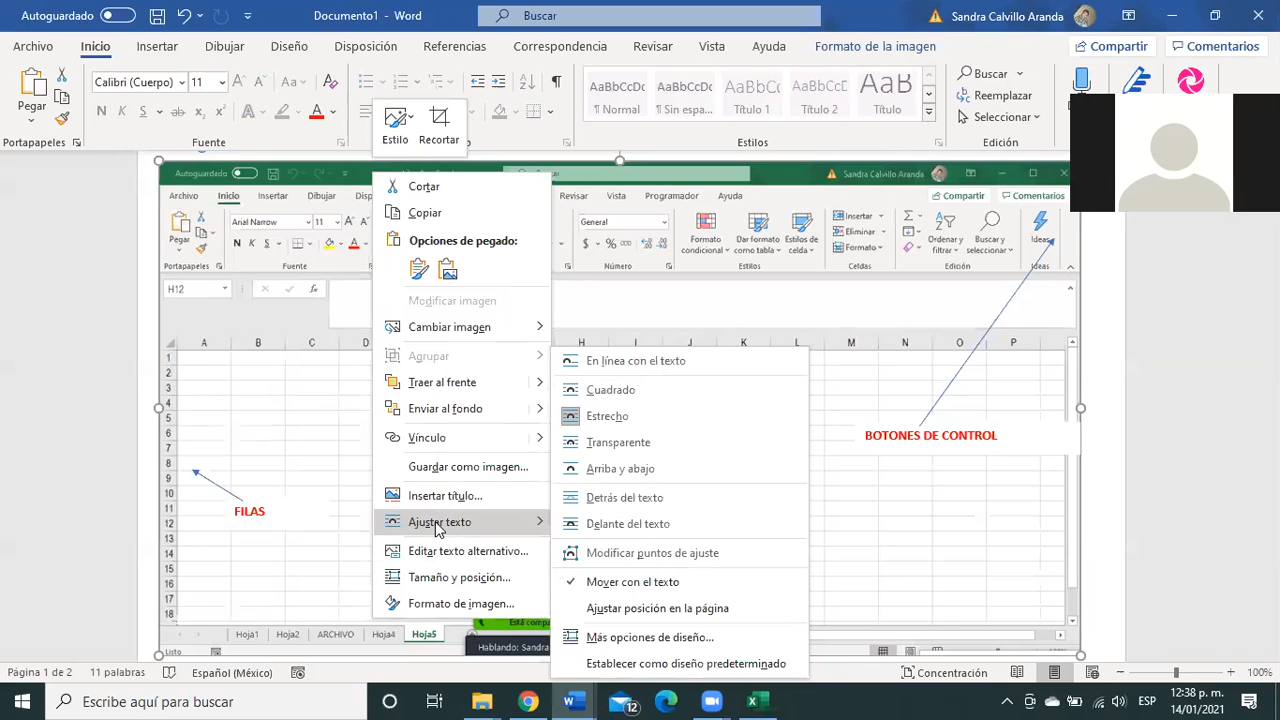 Autoguardado
Documento1 - Word
Buscar
Sandra Calvillo Aranda
Archivo Inicio Insertar Dibujar Diseño Disposición Referencias Correspondencia Revisar Vista Ayuda Formato de la imagen
Compartir Comentarios
Pegar
Calibri (Cuerpo) 11
Aa
N K S
AaBbCcDc AaBbCcDc AaBbCc AaBbCcD AaB
¶ Normal ¶ Sin espa... Título 1 Título 2 Título
Buscar
Reemplazar
Seleccionar
Portapapeles Fuente Estilos Edición
Estilo Recortar
Autoguardado
Sandra Calvillo Aranda
Archivo Inicio Revisar Vista Programador Ayuda
Compartir Comentarios
Pegar
Arial Narrow 11
N K S
General
$ % 000
Formato condicional
Dar formato como tabla
Estilos de celda
Insertar
Eliminar
Formato
Ordenar y filtrar
Buscar y seleccionar
Ideas
Portapapeles Fuente Número Estilos Celdas Edición Ideas
H12
fx
A B C D H I J K L M N O P
1
2
3
4
5
6
7
8
9
10
11
12
13
14
15
16
17
18
BOTONES DE CONTROL
FILAS
Hoja1 Hoja2 ARCHIVO Hoja4 Hoja5
Está comp
Hablando: Sandra
Listo
Cortar
Copiar
Opciones de pegado:
Modificar imagen
Cambiar imagen
Agrupar
Traer al frente
Enviar al fondo
Vínculo
Guardar como imagen...
Insertar título...
Ajustar texto
Editar texto alternativo...
Tamaño y posición...
Formato de imagen...
En línea con el texto
Cuadrado
Estrecho
Transparente
Arriba y abajo
Detrás del texto
Delante del texto
Modificar puntos de ajuste
Mover con el texto
Ajustar posición en la página
Más opciones de diseño...
Establecer como diseño predeterminado
Página 1 de 2 11 palabras Español (México)
Concentración
100%
Escribe aquí para buscar
12
ESP
12:38 p. m.
14/01/2021